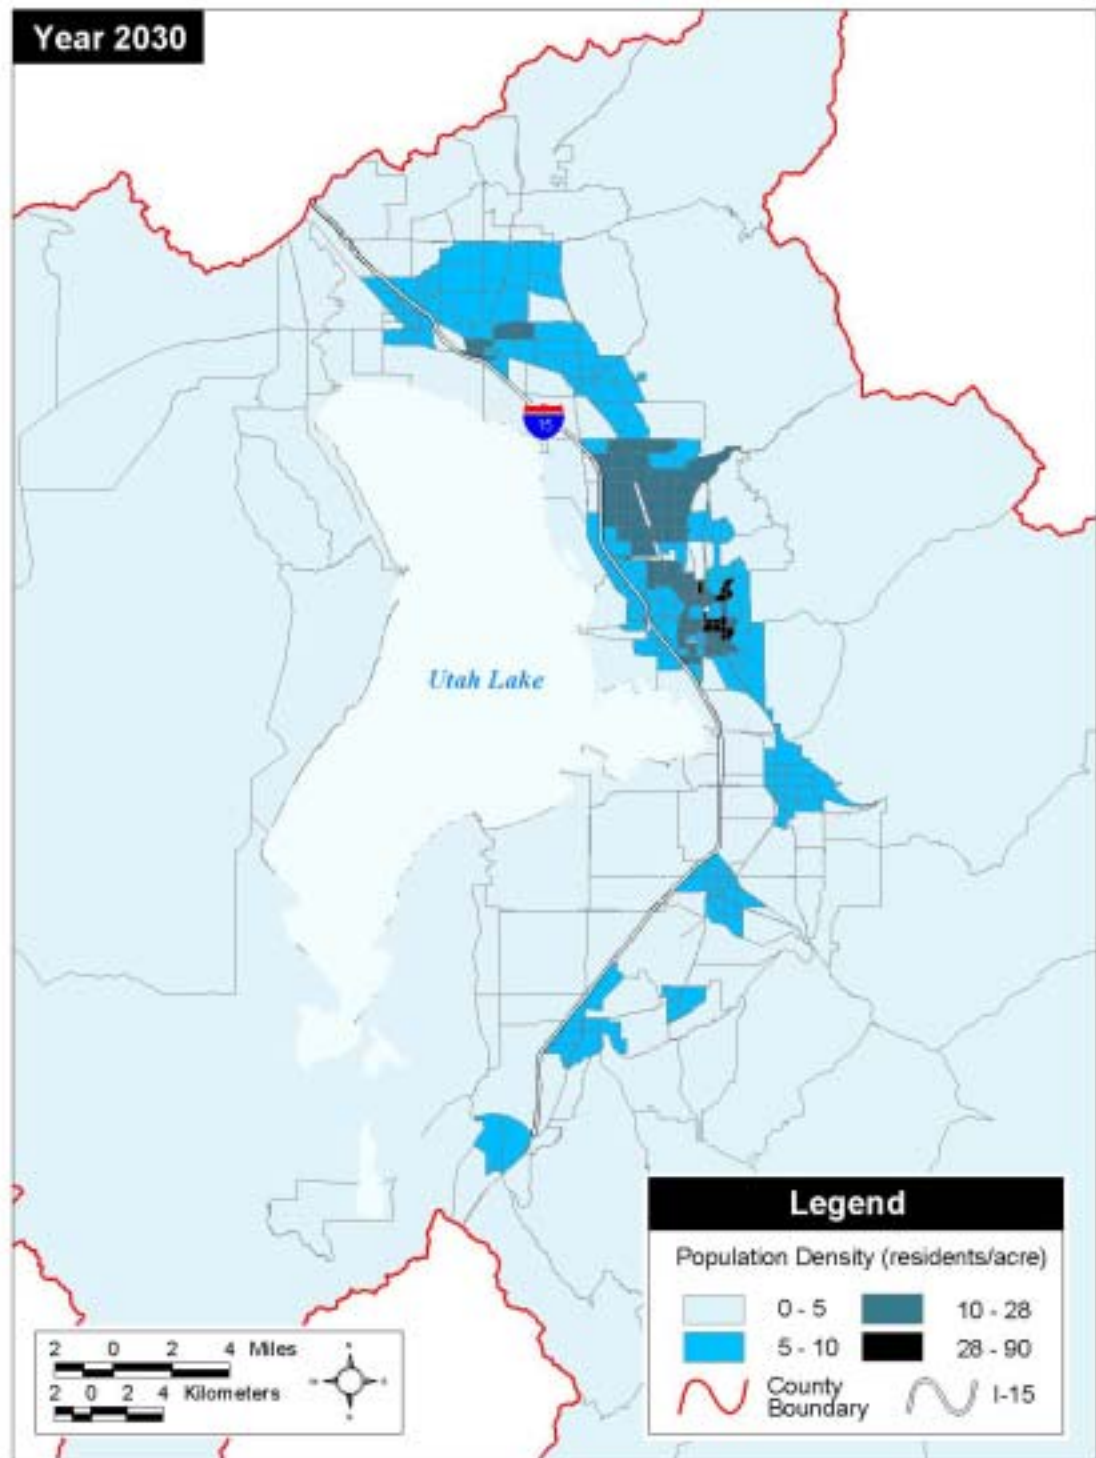 Year 2030
15
Utah Lake
Legend
Population Density (residents/acre)
0 - 5
10 - 28
5 - 10
28 - 90
County
Boundary
I-15
2 0 2 4 Miles
2 0 2 4 Kilometers